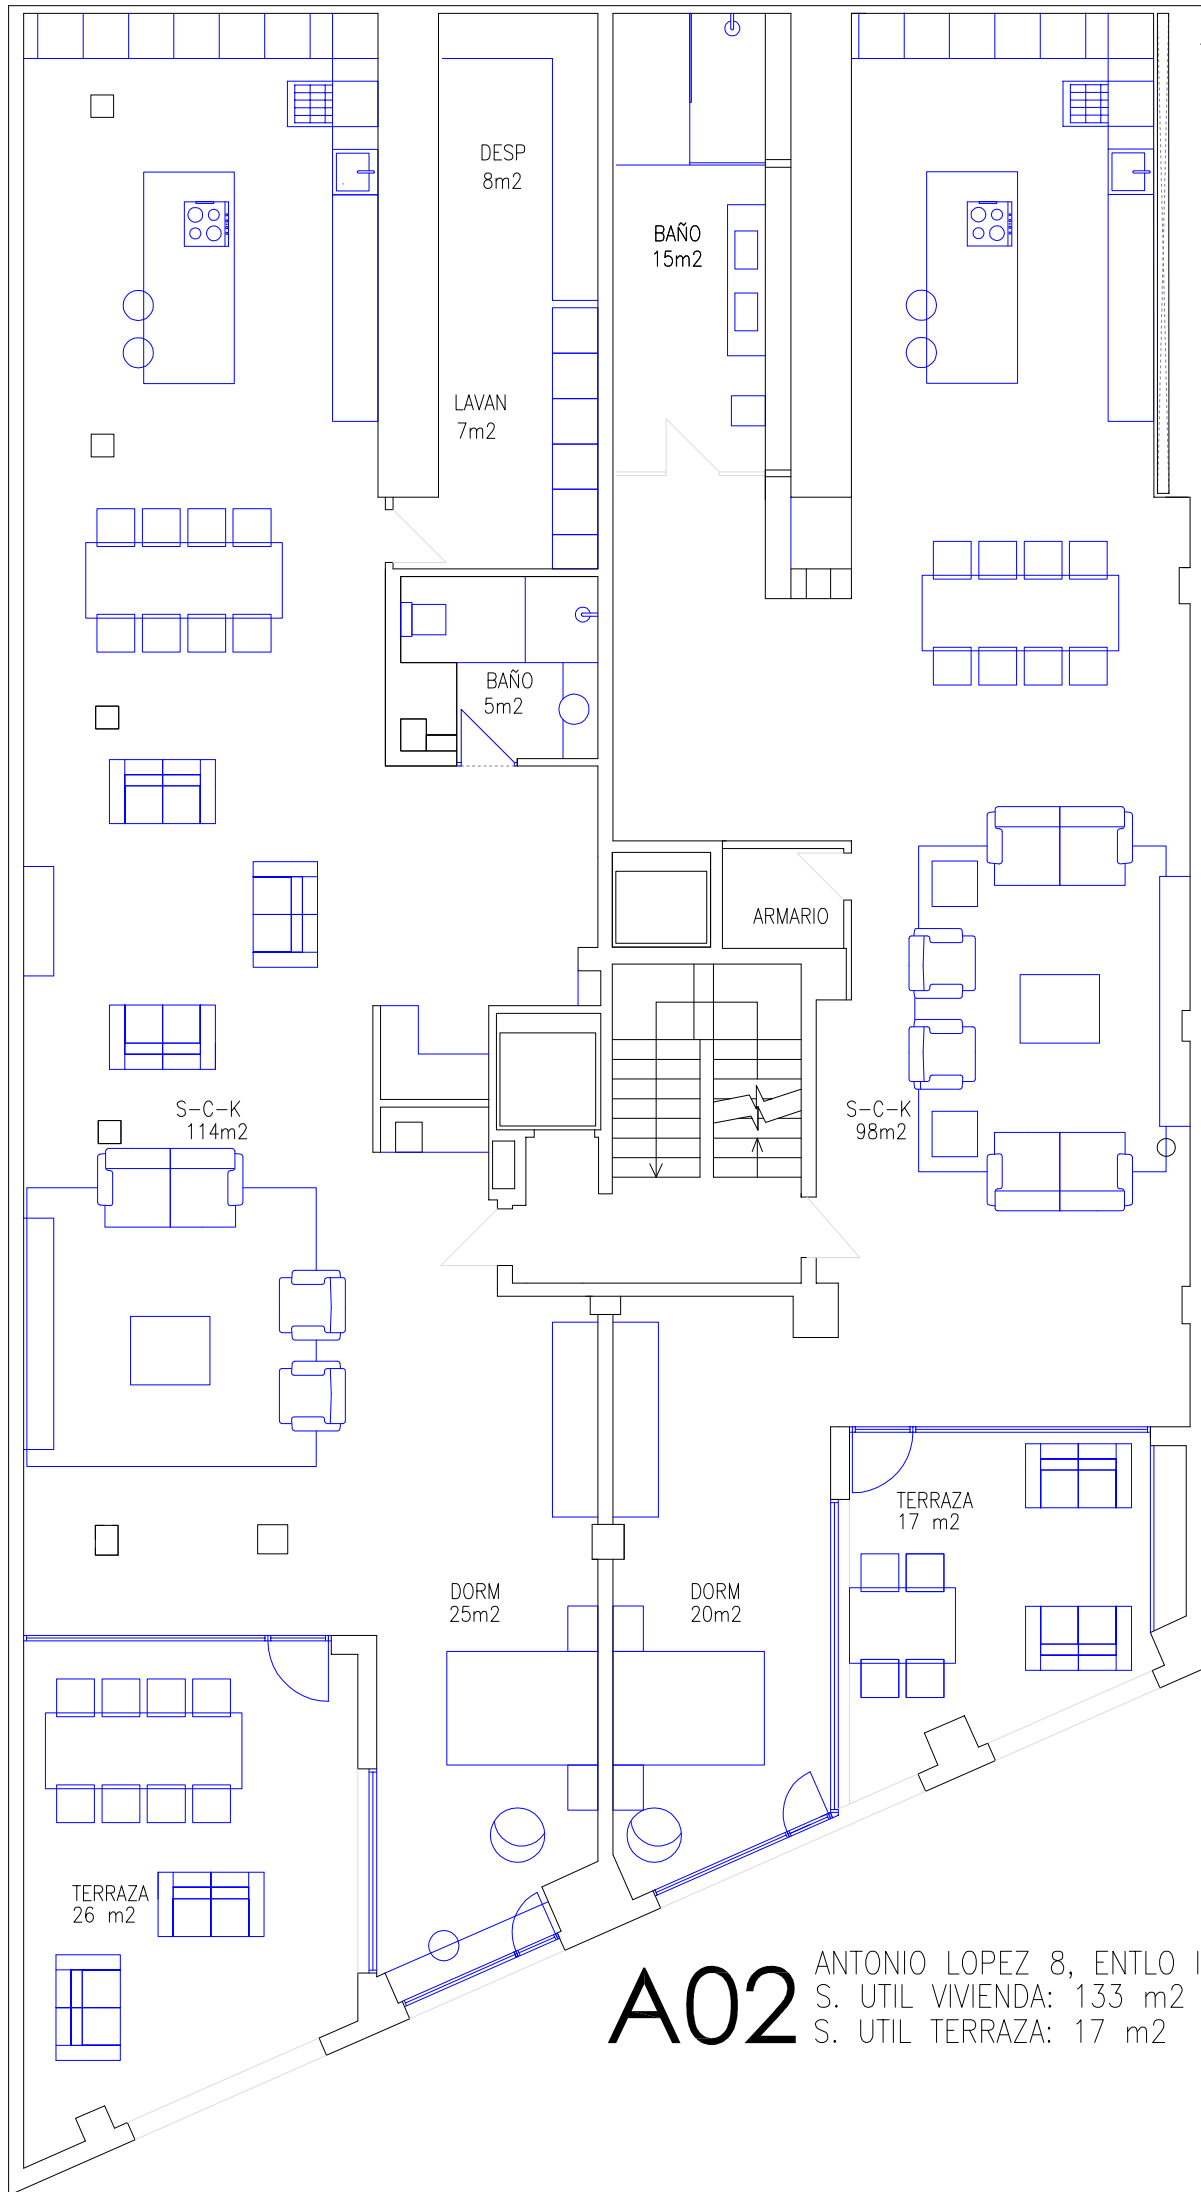 DESP
8m2
BAÑO
15m2
LAVAN
7m2
BAÑO
5m2
ARMARIO
S-C-K
114m2
S-C-K
98m2
TERRAZA
17 m2
DORM
25m2
DORM
20m2
TERRAZA
26 m2
A02
ANTONIO LOPEZ 8, ENTLO I
S. UTIL VIVIENDA: 133 m2
S. UTIL TERRAZA: 17 m2